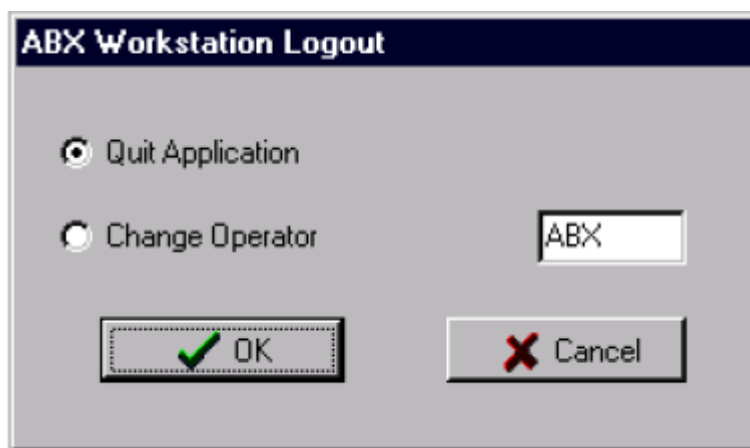 ABX Workstation Logout
Quit Application
Change Operator ABX
OK Cancel